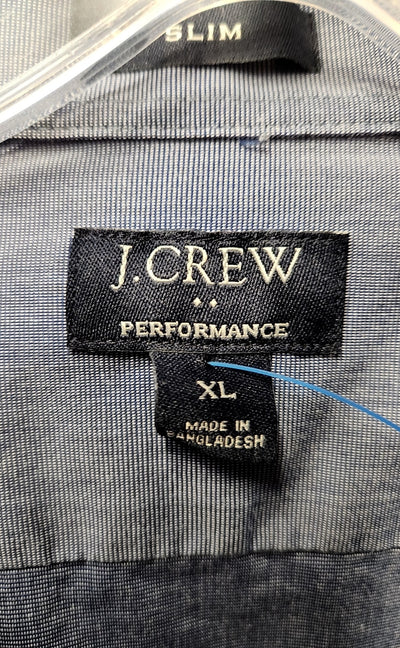 SLIM
J.CREW
PERFORMANCE
XL
MADE IN
BANGLADESH